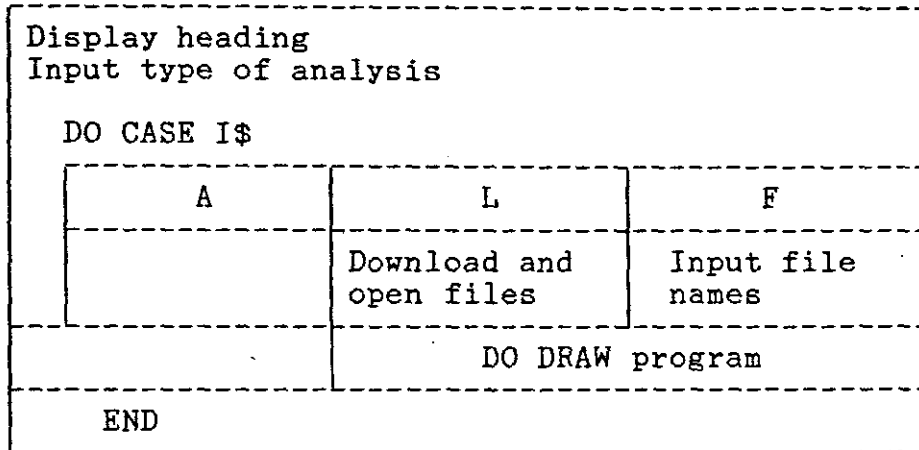 Display heading
Input type of analysis
DO CASE I$
A L F
Download and Input file
open files names
DO DRAW program
END